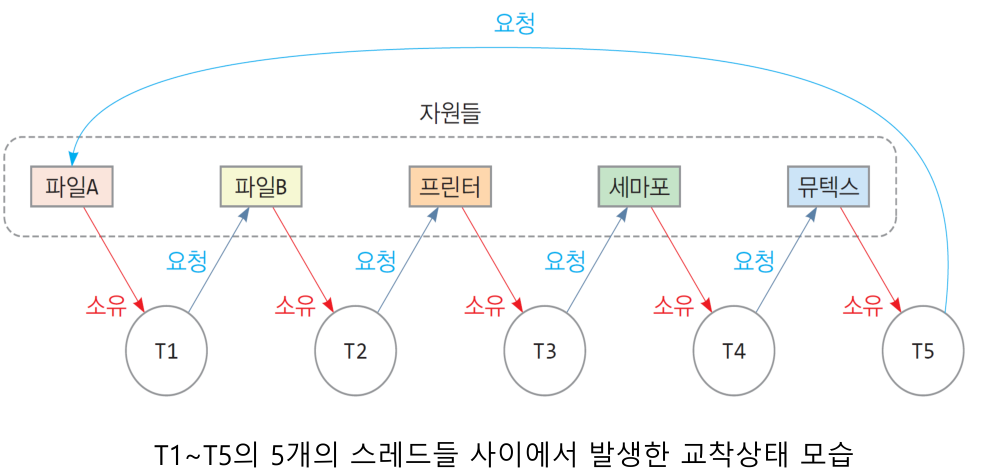 요청
자원들
파일A 파일B 프린터 세마포 뮤텍스
요청 요청 요청 요청
소유 소유 소유 소유 소유
T1 T2 T3 T4 T5
T1~T5의 5개의 스레드들 사이에서 발생한 교착상태 모습